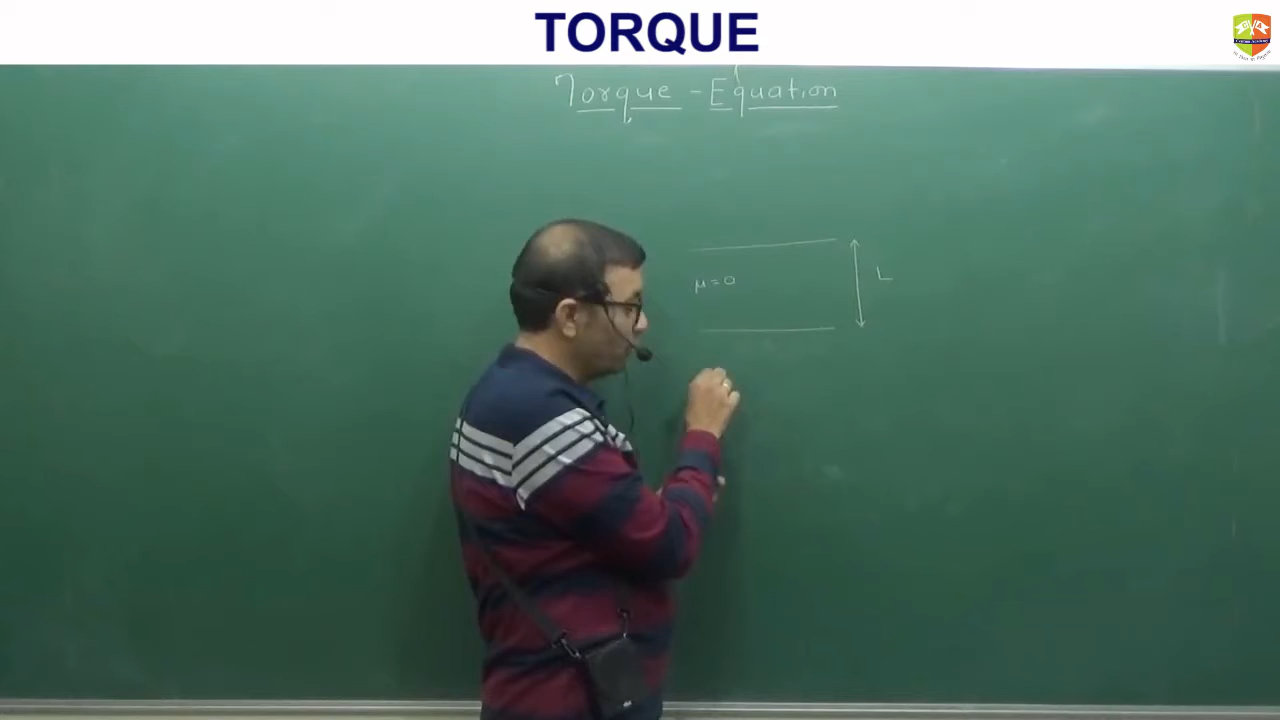 TORQUE
Torque - Equation
μ = 0
L